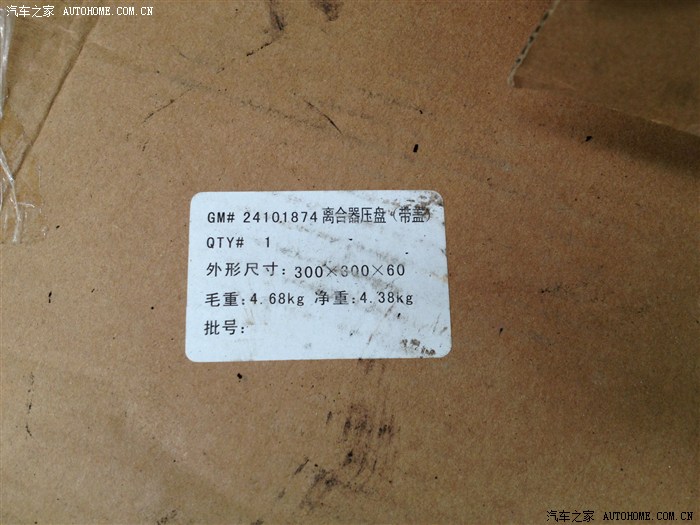 汽车之家 AUTOHOME.COM.CN
GM# 24101874 离合器压盘(带盖)
QTY# 1
外形尺寸: 300×300×60
毛重:4.68kg 净重:4.38kg
批号:
汽车之家 AUTOHOME.COM.CN